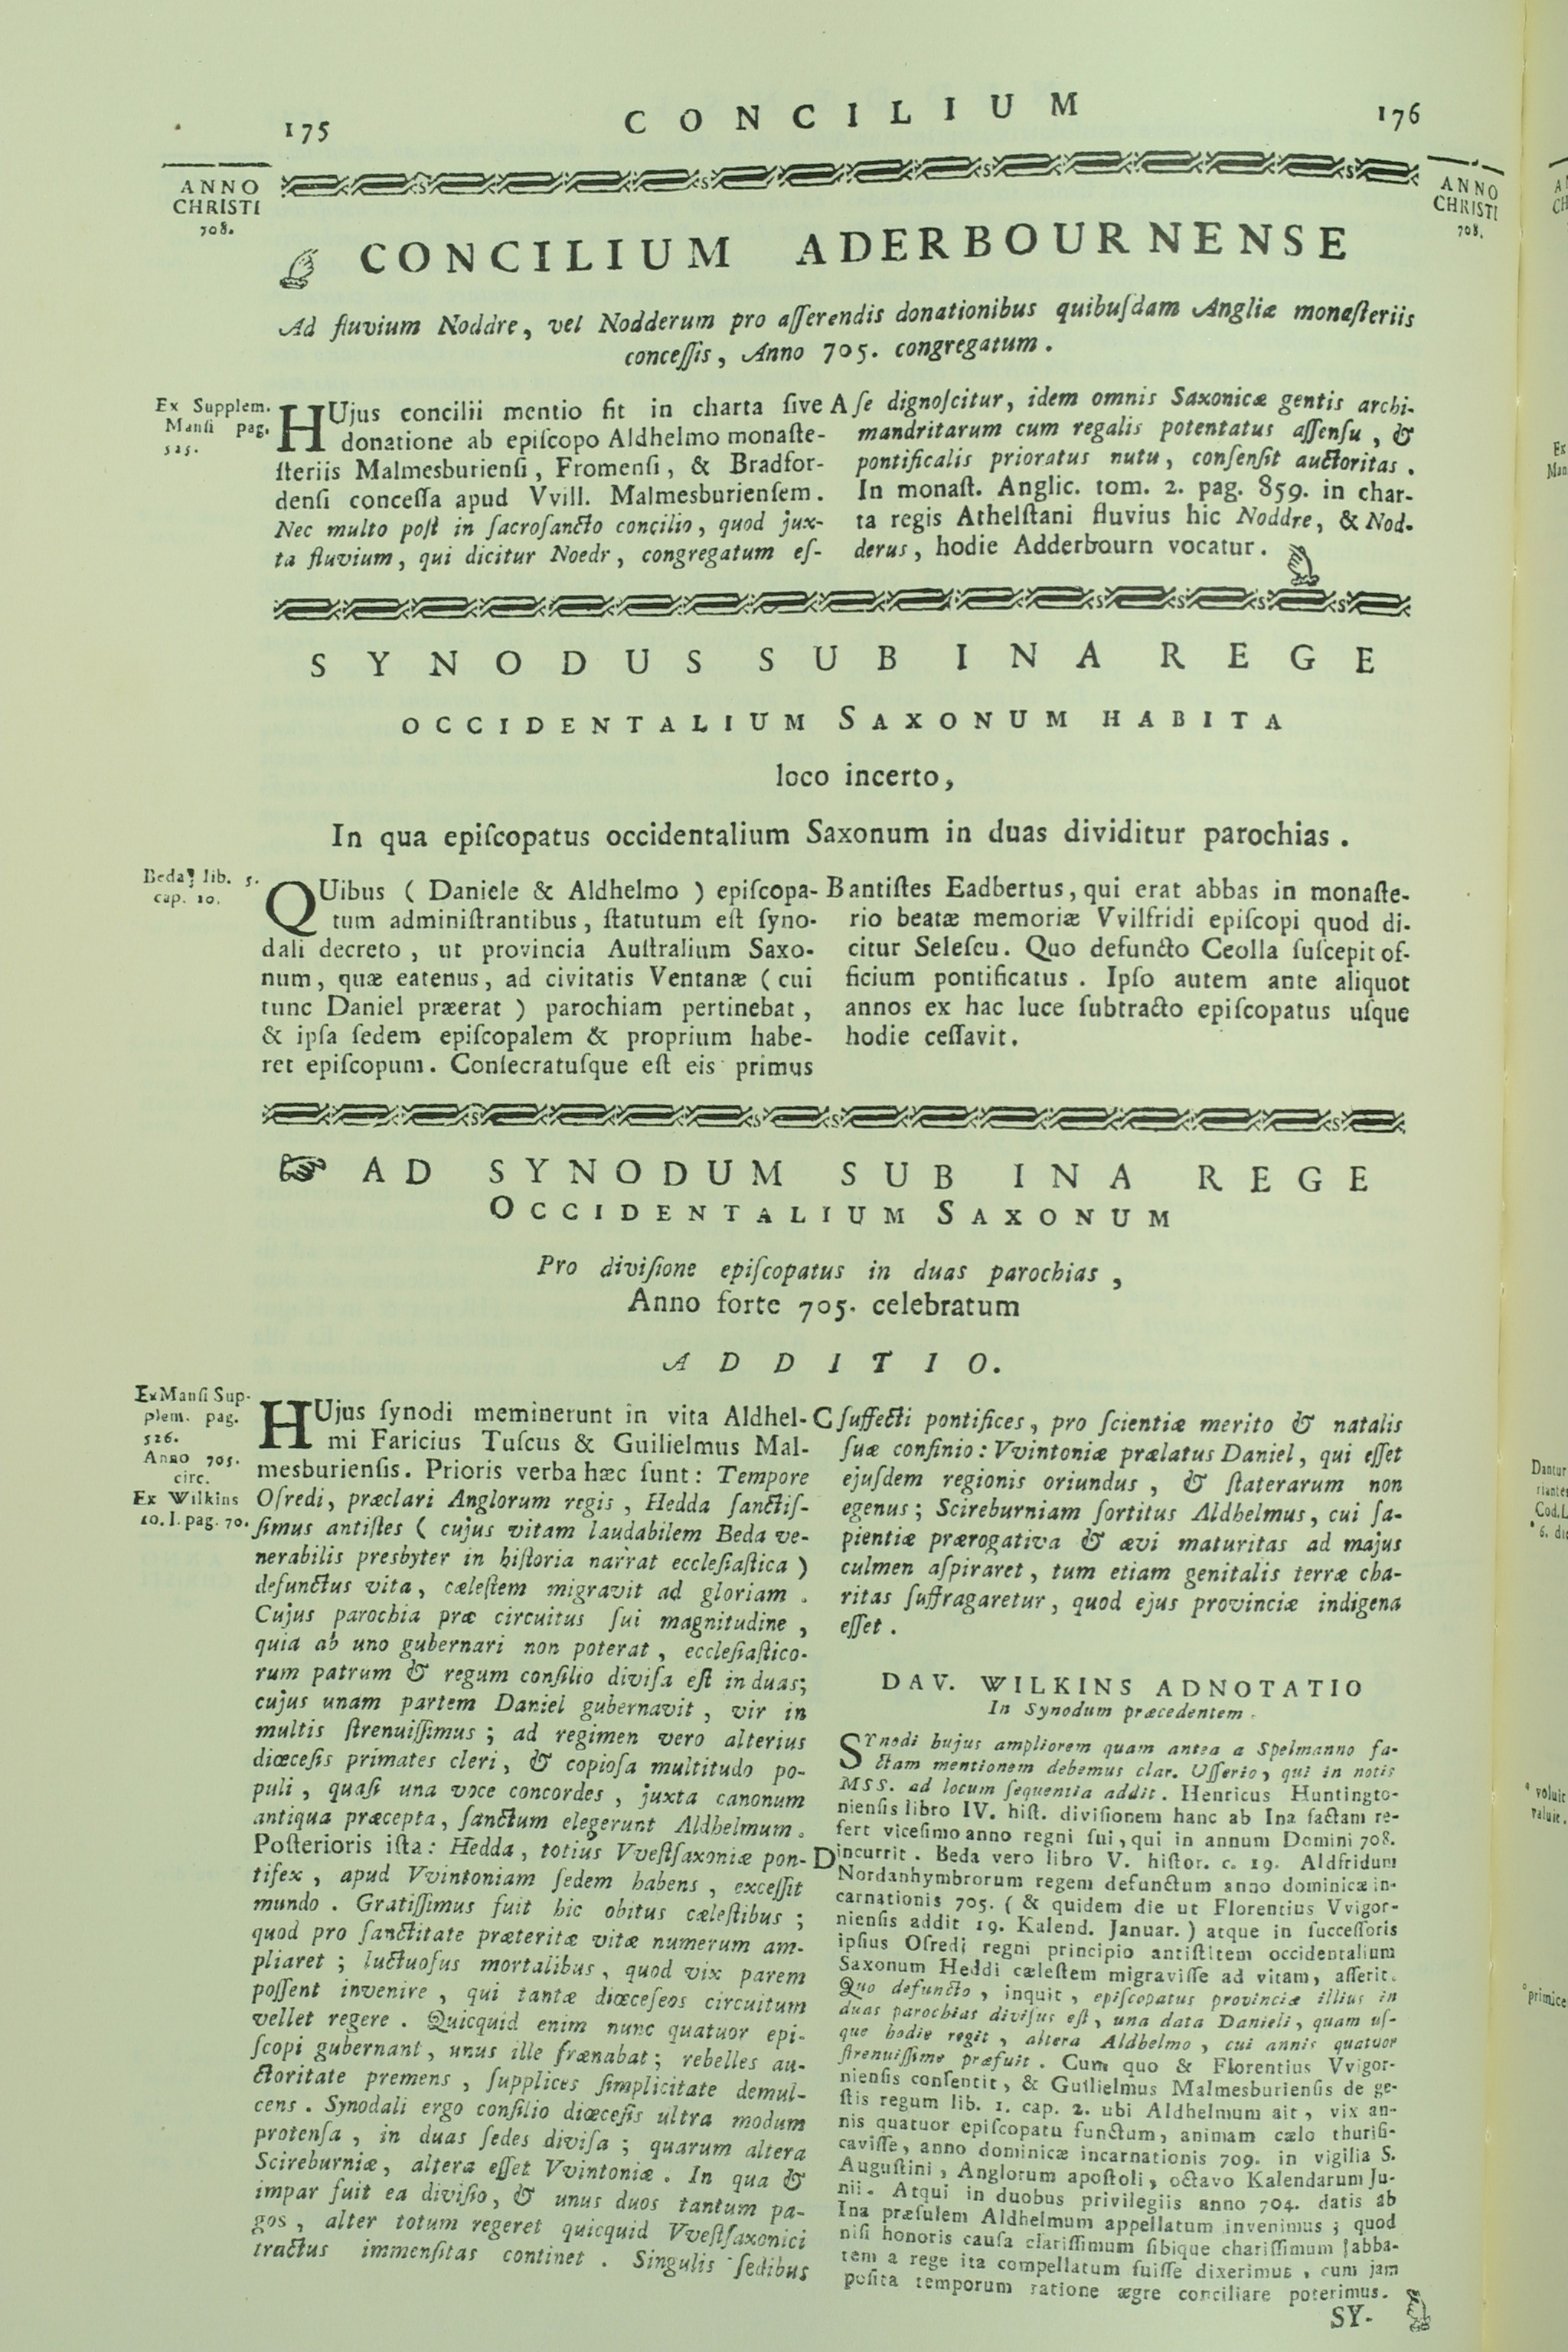 175
CONCILIUM
176
ANNO
CHRISTI
708.
ANNO
CHRISTI
708.
CONCILIUM ADERBOURNENSE
Ad fluvium Noddre, vel Nodderum pro aſſerendis donationibus quibuſdam Angliæ monaſteriis
conceſſis, Anno 705. congregatum.
Ex Supplem.
Manſi pag.
525.
HUjus concilii mentio fit in charta ſive
donatione ab epiſcopo Aldhelmo monaſte-
ſteriis Malmesburienſi, Fromenſi, & Bradfor-
denſi conceſſa apud Vvill. Malmesburienſem.
Nec multo poſt in ſacroſancto concilio, quod jux-
ta fluvium, qui dicitur Noedr, congregatum eſ-
A ſe dignoſcitur, idem omnis Saxonicæ gentis archi-
mandritarum cum regalis potentatus aſſenſu, &
pontificalis prioratus nutu, conſenſit auctoritas.
In monaſt. Anglic. tom. 2. pag. 859. in char-
ta regis Athelſtani fluvius hic Noddre, & Nod-
derus, hodie Adderbourn vocatur.
SYNODUS SUB INA REGE
OCCIDENTALIUM SAXONUM HABITA
loco incerto,
In qua epiſcopatus occidentalium Saxonum in duas dividitur parochias.
Beda lib. 5.
cap. 10.
QUibus ( Daniele & Aldhelmo ) epiſcopa-
tum adminiſtrantibus, ſtatutum eſt ſyno-
dali decreto, ut provincia Auſtralium Saxo-
num, quæ eatenus, ad civitatis Ventanæ ( cui
tunc Daniel præerat ) parochiam pertinebat,
& ipſa ſedem epiſcopalem & proprium habe-
ret epiſcopum. Conſecratuſque eſt eis primus
B antiſtes Eadbertus, qui erat abbas in monaſte-
rio beatæ memoriæ Vvilfridi epiſcopi quod di-
citur Seleſeu. Quo defuncto Ceolla ſuſcepit of-
ficium pontificatus. Ipſo autem ante aliquot
annos ex hac luce ſubtracto epiſcopatus uſque
hodie ceſſavit.
AD SYNODUM SUB INA REGE
OCCIDENTALIUM SAXONUM
Pro diviſione epiſcopatus in duas parochias,
Anno forte 705. celebratum
ADDITIO.
Ex Manſi Sup-
plem. pag.
526.
Anno 705.
circ.
Ex Wilkins
to. I. pag. 70.
HUjus ſynodi meminerunt in vita Aldhel-
mi Faricius Tuſcus & Guilielmus Mal-
mesburienſis. Prioris verba hæc ſunt: Tempore
Oſredi, præclari Anglorum regis, Hedda ſanctiſ-
ſimus antiſtes ( cujus vitam laudabilem Beda ve-
nerabilis presbyter in hiſtoria narrat eccleſiaſtica )
defunctus vita, cæleſtem migravit ad gloriam.
Cujus parochia præ circuitus ſui magnitudine,
quia ab uno gubernari non poterat, eccleſiaſtico-
rum patrum & regum conſilio diviſa eſt in duas;
cujus unam partem Daniel gubernavit, vir in
multis ſtrenuiſſimus; ad regimen vero alterius
diœceſis primates cleri, & copioſa multitudo po-
puli, quaſi una voce concordes, juxta canonum
antiqua præcepta, ſanctum elegerunt Aldhelmum.
Poſterioris iſta: Hedda, totius Vveſtſaxoniæ pon-
tifex, apud Vvintoniam ſedem habens, exceſſit
mundo. Gratiſſimus fuit hic obitus cæleſtibus;
quod pro ſanctitate præteritæ vitæ numerum am-
pliaret; luctuoſus mortalibus, quod vix parem
poſſent invenire, qui tantæ diœceſeos circuitum
vellet regere. Quicquid enim nunc quatuor epi-
ſcopi gubernant, unus ille frænabat; rebelles au-
ctoritate premens, ſupplices ſimplicitate demul-
cens. Synodali ergo conſilio diœceſis ultra modum
protenſa, in duas ſedes diviſa; quarum altera
Scireburniæ, altera eſſet Vvintoniæ. In qua &
impar fuit ea diviſio, & unus duos tantum pa-
gos, alter totum regeret quicquid Vveſtſaxonici
tractus immenſitas continet. Singulis ſedibus
C ſuffecti pontifices, pro ſcientiæ merito & natalis
ſuæ confinio: Vvintoniæ prælatus Daniel, qui eſſet
ejuſdem regionis oriundus, & ſtaterarum non
egenus; Scireburniam ſortitus Aldhelmus, cui ſa-
pientiæ prærogativa & ævi maturitas ad majus
culmen aſpiraret, tum etiam genitalis terræ cha-
ritas ſuffragaretur, quod ejus provinciæ indigena
eſſet.
DAV. WILKINS ADNOTATIO
In Synodum præcedentem.
SYnodi hujus ampliorem quam antea a Spelmanno fa-
ctam mentionem debemus clar. Uſſerio, qui in notis
MSS. ad locum ſequentia addit. Henricus Huntingto-
nienſis libro IV. hiſt. diviſionem hanc ab Ina factam re-
fert viceſimo anno regni ſui, qui in annum Domini 708.
D incurrit. Beda vero libro V. hiſtor. c. 19. Aldfridum
Nordanhymbrorum regem defunctum anno dominicæ in-
carnationis 705. ( & quidem die ut Florentius Vvigor-
nienſis addit 19. Kalend. Januar. ) atque in ſucceſſoris
ipſius Oſredi regni principio antiſtitem occidentalium
Saxonum Heddi cæleſtem migraviſſe ad vitam, aſſerit.
Quo defuncto, inquit, epiſcopatus provinciæ illius in
duas parochias diviſus eſt, una data Danieli, quam uſ-
que hodie regit, altera Aldhelmo, cui annis quatuor
ſtrenuiſſime præfuit. Cum quo & Florentius Vvigor-
nienſis conſentit, & Guilielmus Malmesburienſis de ge-
ſtis regum lib. 1. cap. 2. ubi Aldhelmum ait, vix an-
nis quatuor epiſcopatu functum, animam cælo thurifi-
caviſſe, anno dominicæ incarnationis 709. in vigilia S.
Auguſtini, Anglorum apoſtoli, octavo Kalendarum Ju-
nii. Atqui in duobus privilegiis anno 704. datis ab
Ina præſulem Aldhelmum appellatum invenimus; quod
niſi honoris cauſa clariſſimum ſibique chariſſimum abba-
tem a rege ita compellatum fuiſſe dixerimus, cum jam
poſita temporum ratione ægre conciliare poterimus.
SY-